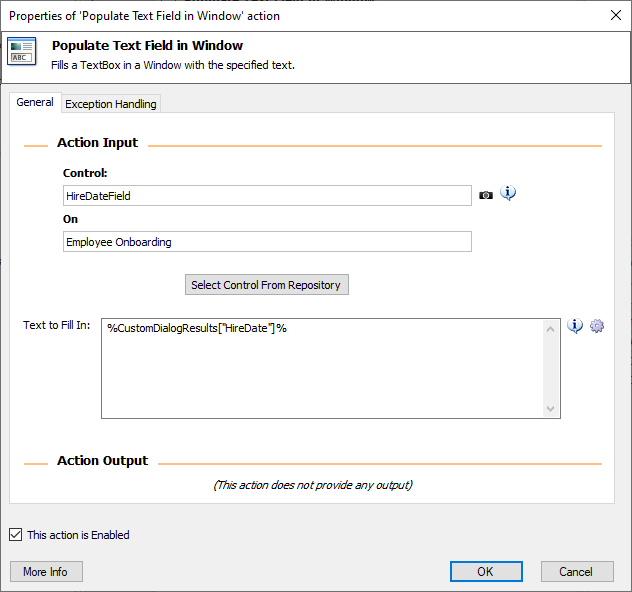 Properties of 'Populate Text Field in Window' action
ABC
Populate Text Field in Window
Fills a TextBox in a Window with the specified text.
General
Exception Handling
Action Input
Control:
HireDateField
On
Employee Onboarding
Select Control From Repository
Text to Fill In:
%CustomDialogResults["HireDate"]%
Action Output
(This action does not provide any output)
This action is Enabled
More Info
OK
Cancel